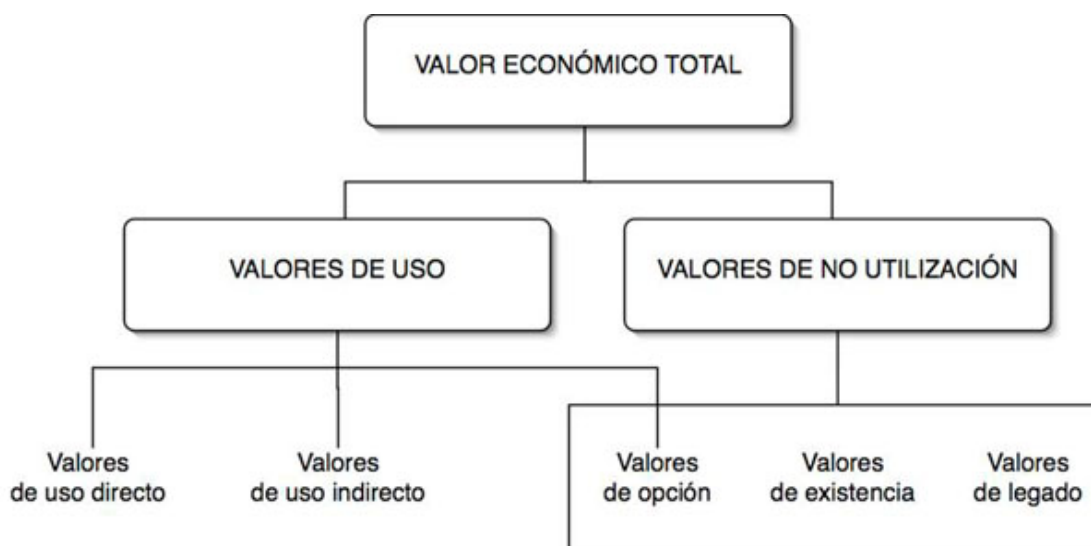 VALOR ECONÓMICO TOTAL
VALORES DE USO
VALORES DE NO UTILIZACIÓN
Valores
de uso directo
Valores
de uso indirecto
Valores
de opción
Valores
de existencia
Valores
de legado